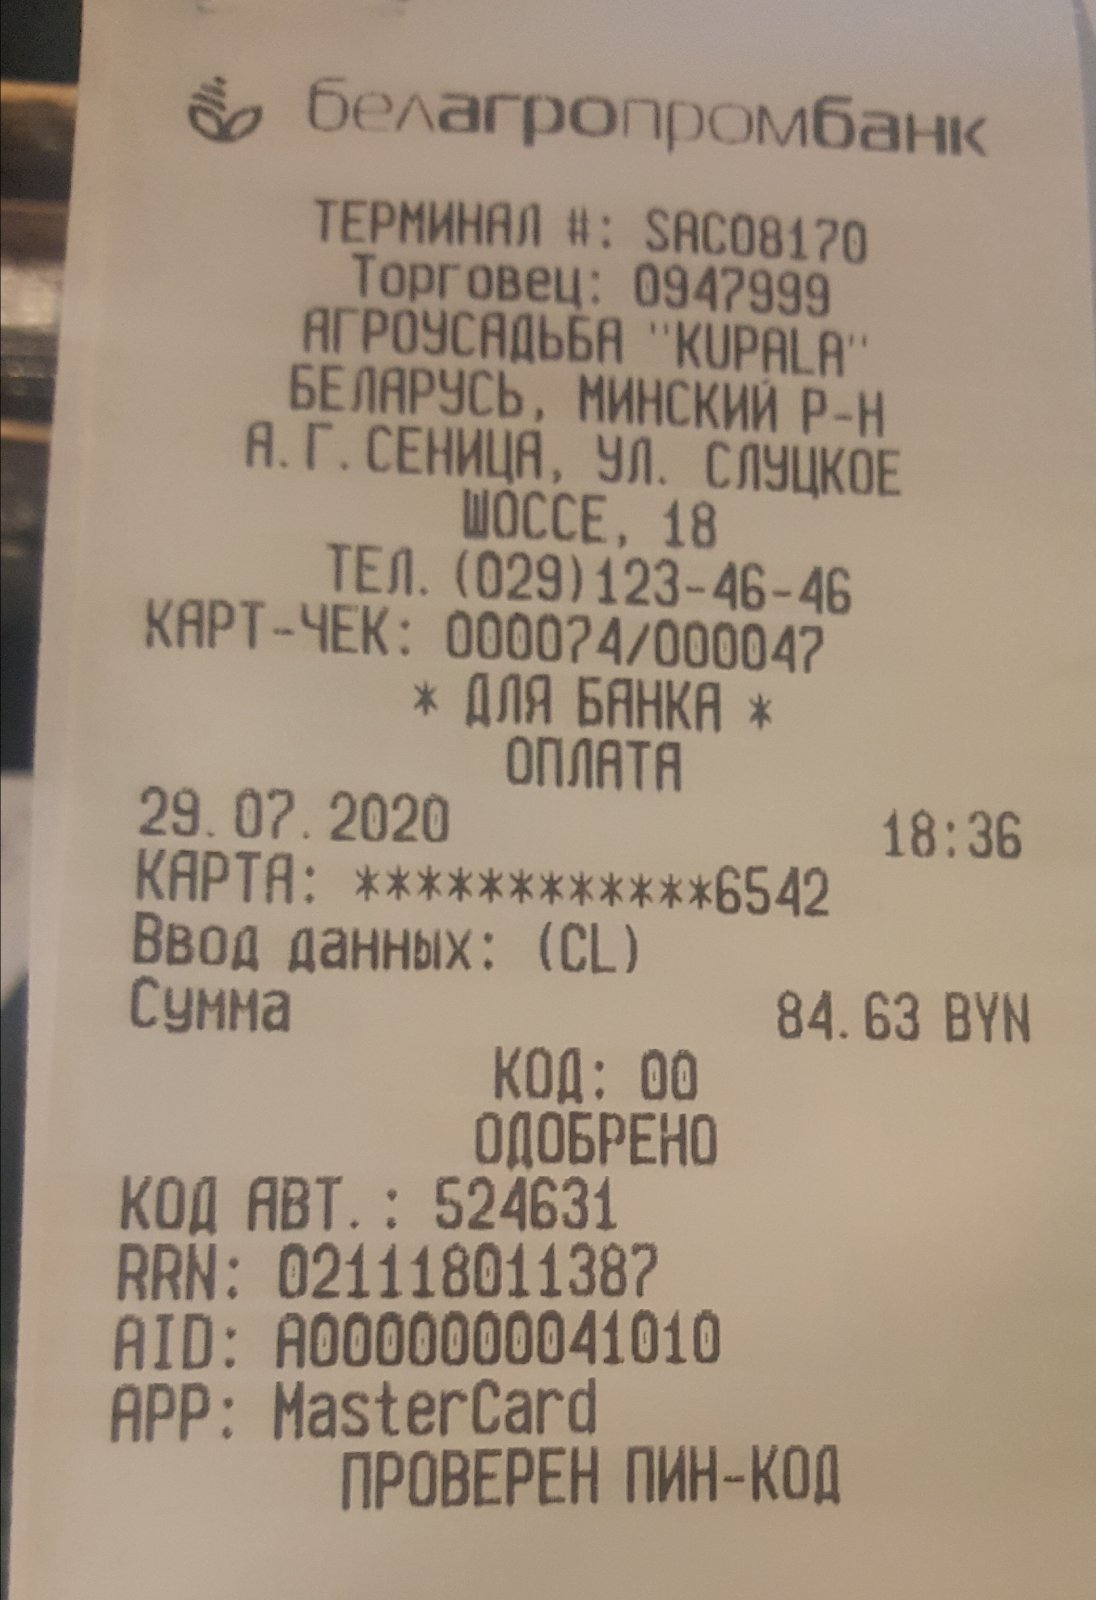 белагропромбанк
ТЕРМИНАЛ #: SAC08170
Торговец: 0947999
АГРОУСАДЬБА "KUPALA"
БЕЛАРУСЬ, МИНСКИЙ Р-Н
А.Г.СЕНИЦА, УЛ. СЛУЦКОЕ
ШОССЕ, 18
ТЕЛ. (029)123-46-46
КАРТ-ЧЕК: 000074/000047
* ДЛЯ БАНКА *
ОПЛАТА
29.07.2020 18:36
КАРТА: ************6542
Ввод данных: (CL)
Сумма 84.63 BYN
КОД: 00
ОДОБРЕНО
КОД АВТ.: 524631
RRN: 021118011387
AID: A0000000041010
APP: MasterCard
ПРОВЕРЕН ПИН-КОД